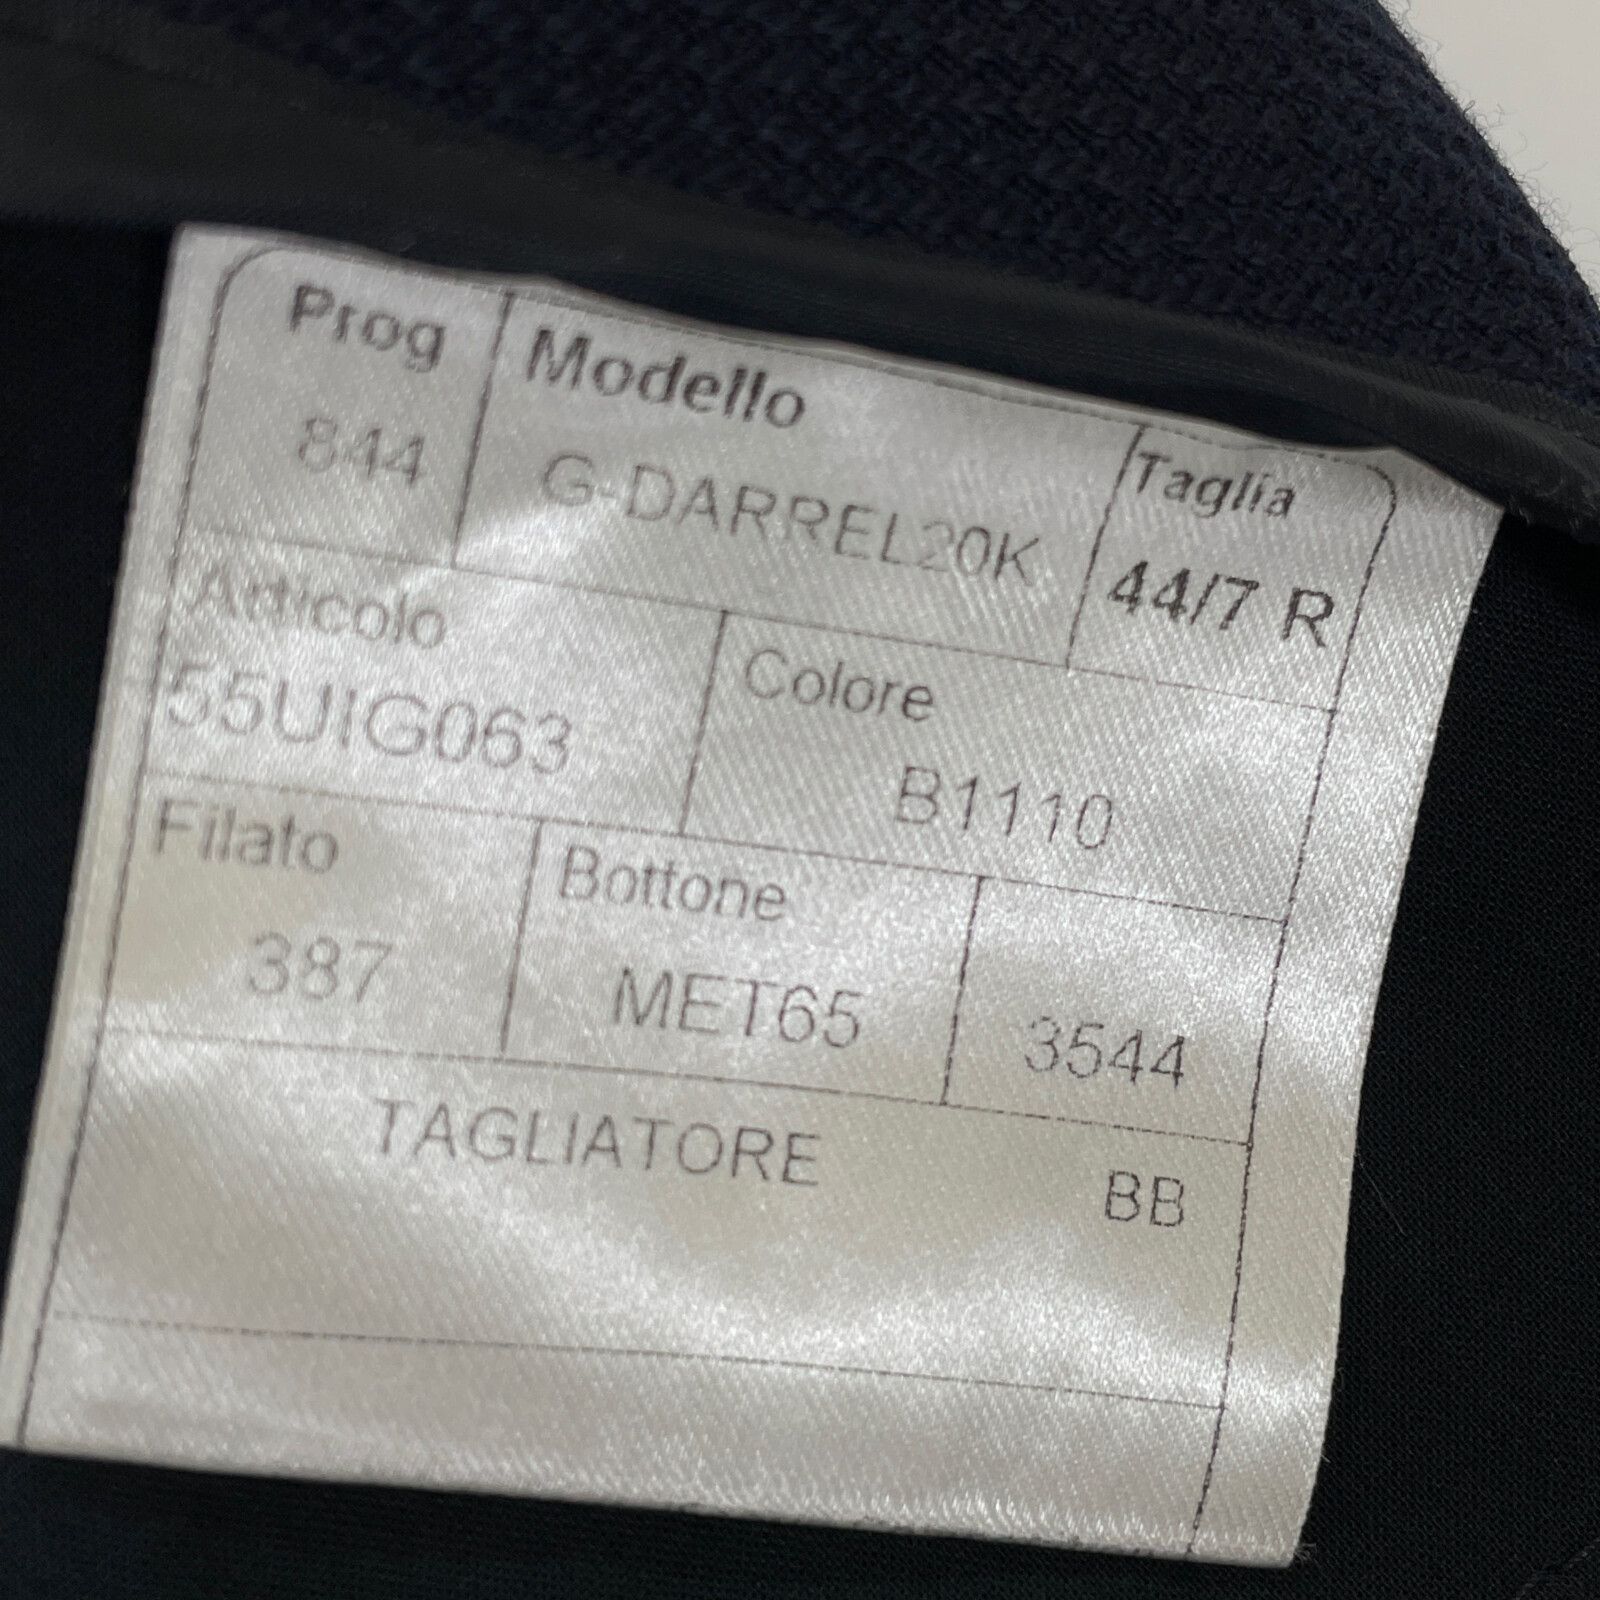 Prog Modello Taglia
844 G-DARREL20K 44/7 R
Articolo Colore
55UIG063 B1110
Filato Bottone
387 MET65 3544
TAGLIATORE BB